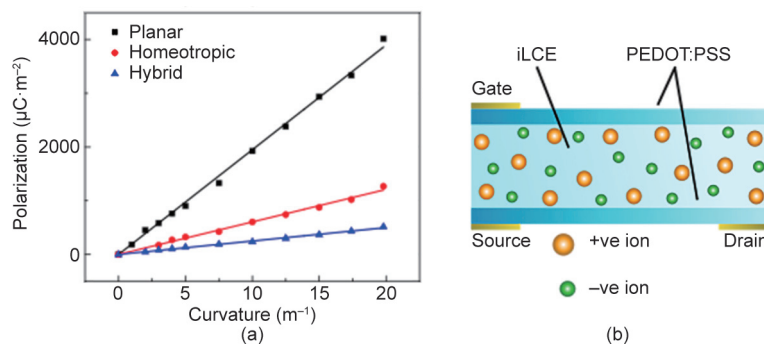 Planar
Homeotropic
Hybrid
4000
2000
0
Polarization (μC·m⁻²)
0
5
10
15
20
Curvature (m⁻¹)
(a)
iLCE
PEDOT:PSS
Gate
Source
Drain
+ve ion
–ve ion
(b)